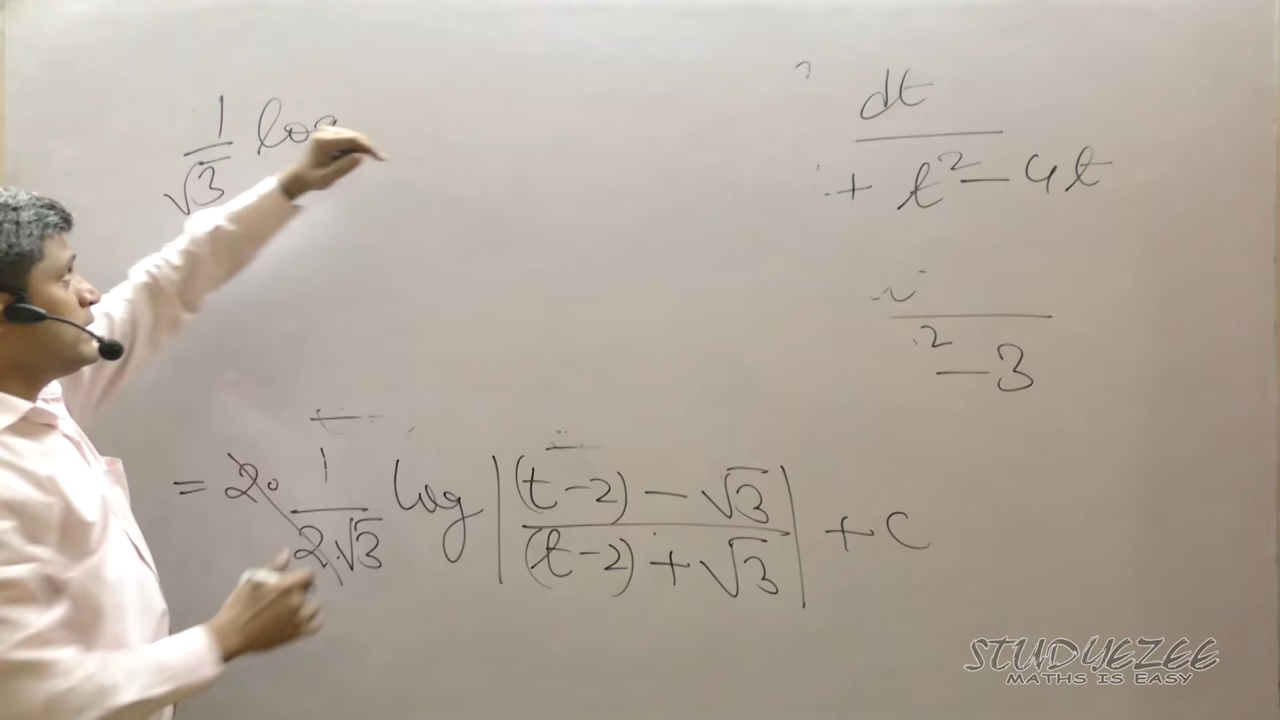 1/√3 log
dt
+ t² - 4t
² - 3
= 2. 1/2.√3 log |(t-2) - √3 / (t-2) + √3| + c
STUDYEZEE
MATHS IS EASY